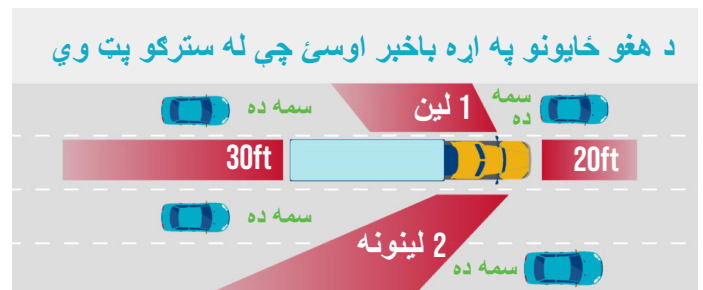 د هغو ځایونو په اړه باخبر اوسئ چې له سترګو پټ وي
سمه ده
1 لین
سمه ده
30ft
20ft
سمه ده
2 لینونه
سمه ده